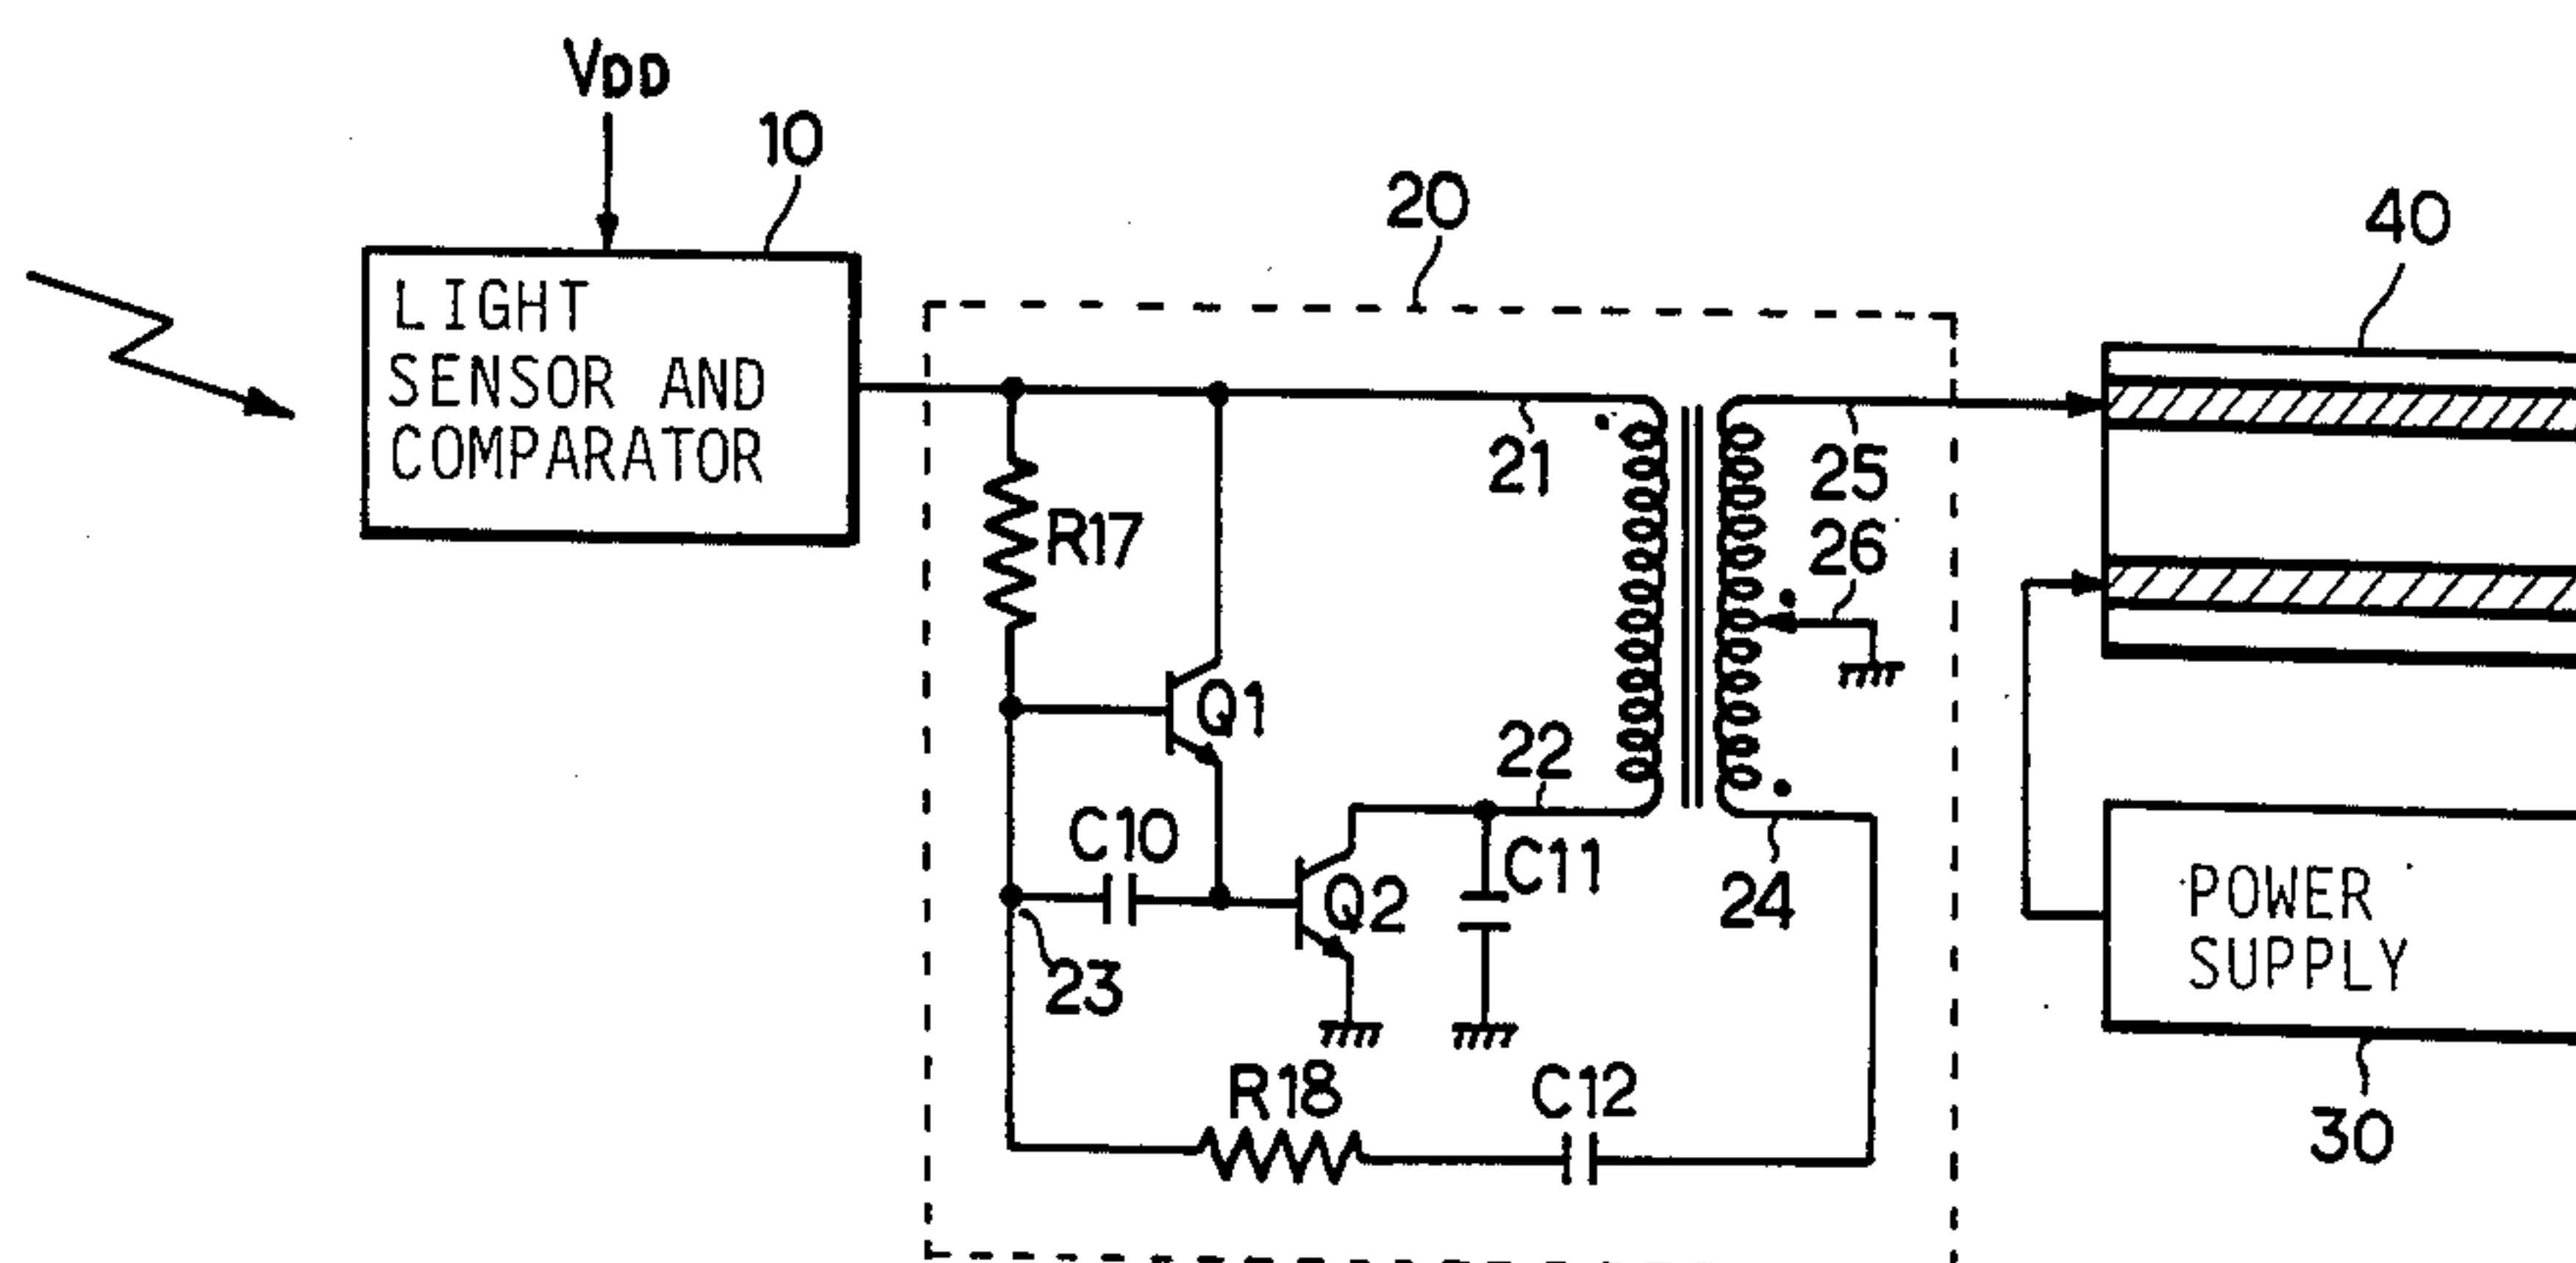 VDD
10
LIGHT
SENSOR AND
COMPARATOR
20
40
21
25
26
R17
Q1
22
C10
C11
Q2
24
23
POWER
SUPPLY
R18
C12
30